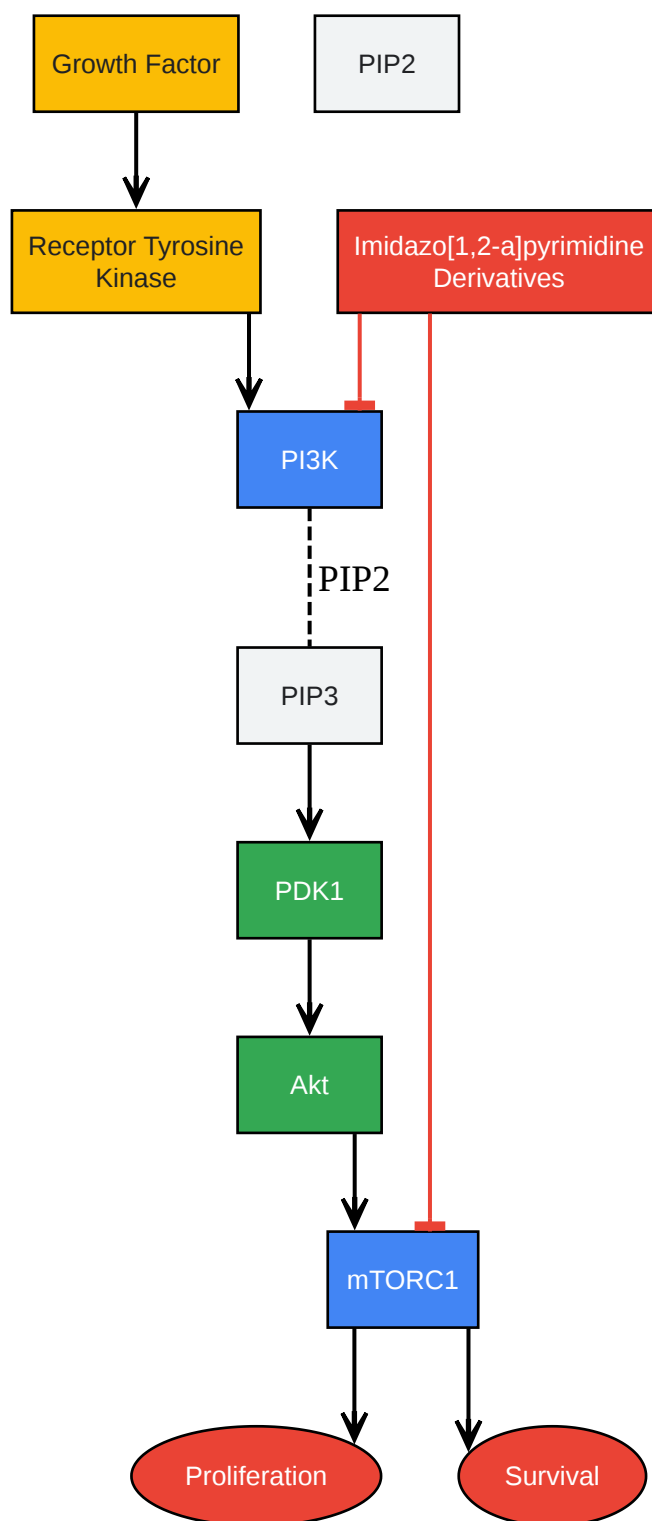 Growth Factor
PIP2
Receptor Tyrosine
Kinase
Imidazo[1,2-a]pyrimidine
Derivatives
PI3K
PIP2
PIP3
PDK1
Akt
mTORC1
Proliferation
Survival